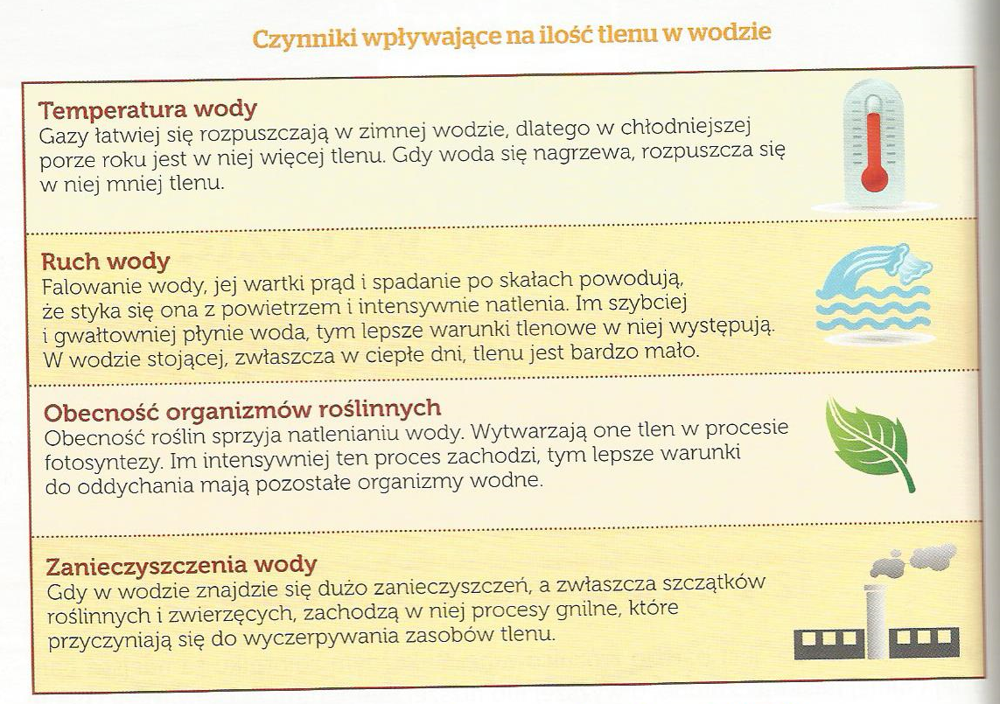 Czynniki wpływające na ilość tlenu w wodzie
Temperatura wody
Gazy łatwiej się rozpuszczają w zimnej wodzie, dlatego w chłodniejszej
porze roku jest w niej więcej tlenu. Gdy woda się nagrzewa, rozpuszcza się
w niej mniej tlenu.
Ruch wody
Falowanie wody, jej wartki prąd i spadanie po skałach powodują,
że styka się ona z powietrzem i intensywnie natlenia. Im szybciej
i gwałtowniej płynie woda, tym lepsze warunki tlenowe w niej występują.
W wodzie stojącej, zwłaszcza w ciepłe dni, tlenu jest bardzo mało.
Obecność organizmów roślinnych
Obecność roślin sprzyja natlenianiu wody. Wytwarzają one tlen w procesie
fotosyntezy. Im intensywniej ten proces zachodzi, tym lepsze warunki
do oddychania mają pozostałe organizmy wodne.
Zanieczyszczenia wody
Gdy w wodzie znajdzie się dużo zanieczyszczeń, a zwłaszcza szczątków
roślinnych i zwierzęcych, zachodzą w niej procesy gnilne, które
przyczyniają się do wyczerpywania zasobów tlenu.